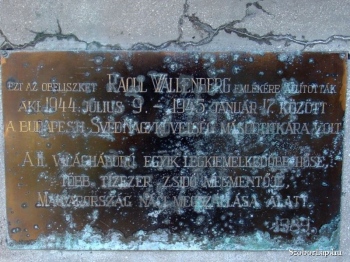 EZT AZ OBELISZKET RAOUL WALLENBERG EMLÉKÉRE ÁLLÍTOTTÁK
AKI 1944. JÚLIUS 9. – 1945. JANUÁR 17. KÖZÖTT
A BUDAPESTI SVÉD NAGYKÖVETSÉG MÁSODTITKÁRA VOLT.
A II. VILÁGHÁBORÚ EGYIK LEGKIEMELKEDŐBB HŐSE,
TÖBB TÍZEZER ZSIDÓ MEGMENTŐJE,
MAGYARORSZÁG NÁCI MEGSZÁLLÁSA ALATT.